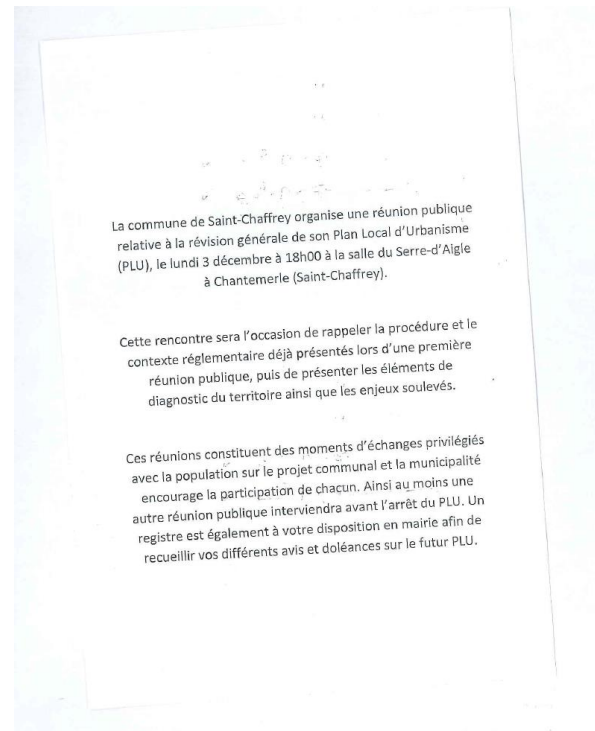 La commune de Saint-Chaffrey organise une réunion publique
relative à la révision générale de son Plan Local d'Urbanisme
(PLU), le lundi 3 décembre à 18h00 à la salle du Serre-d'Aigle
à Chantemerle (Saint-Chaffrey).
Cette rencontre sera l'occasion de rappeler la procédure et le
contexte réglementaire déjà présentés lors d'une première
réunion publique, puis de présenter les éléments de
diagnostic du territoire ainsi que les enjeux soulevés.
Ces réunions constituent des moments d'échanges privilégiés
avec la population sur le projet communal et la municipalité
encourage la participation de chacun. Ainsi au moins une
autre réunion publique interviendra avant l'arrêt du PLU. Un
registre est également à votre disposition en mairie afin de
recueillir vos différents avis et doléances sur le futur PLU.